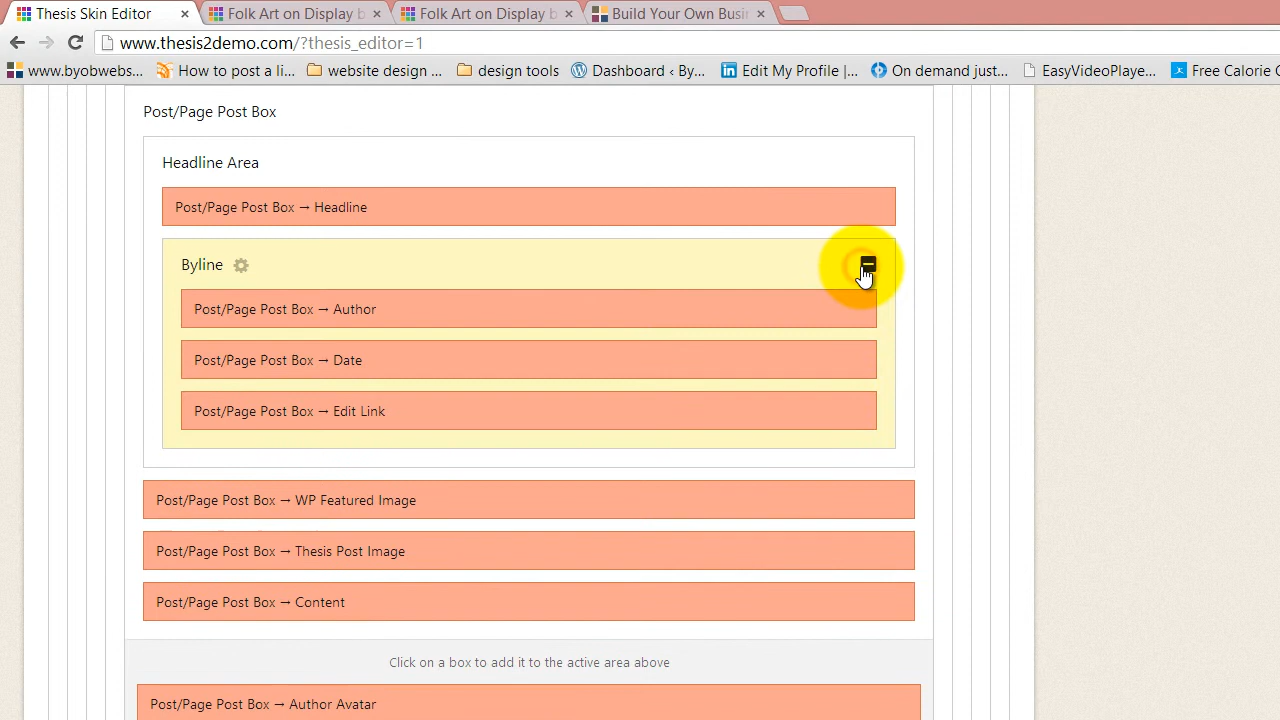 Thesis Skin Editor
Folk Art on Display b
Folk Art on Display b
Build Your Own Busi
www.thesis2demo.com/?thesis_editor=1
www.byobwebs...
How to post a li...
website design ...
design tools
Dashboard ‹ By...
Edit My Profile |...
On demand just...
EasyVideoPlaye...
Free Calorie C
Post/Page Post Box
Headline Area
Post/Page Post Box → Headline
Byline
Post/Page Post Box → Author
Post/Page Post Box → Date
Post/Page Post Box → Edit Link
Post/Page Post Box → WP Featured Image
Post/Page Post Box → Thesis Post Image
Post/Page Post Box → Content
Click on a box to add it to the active area above
Post/Page Post Box → Author Avatar